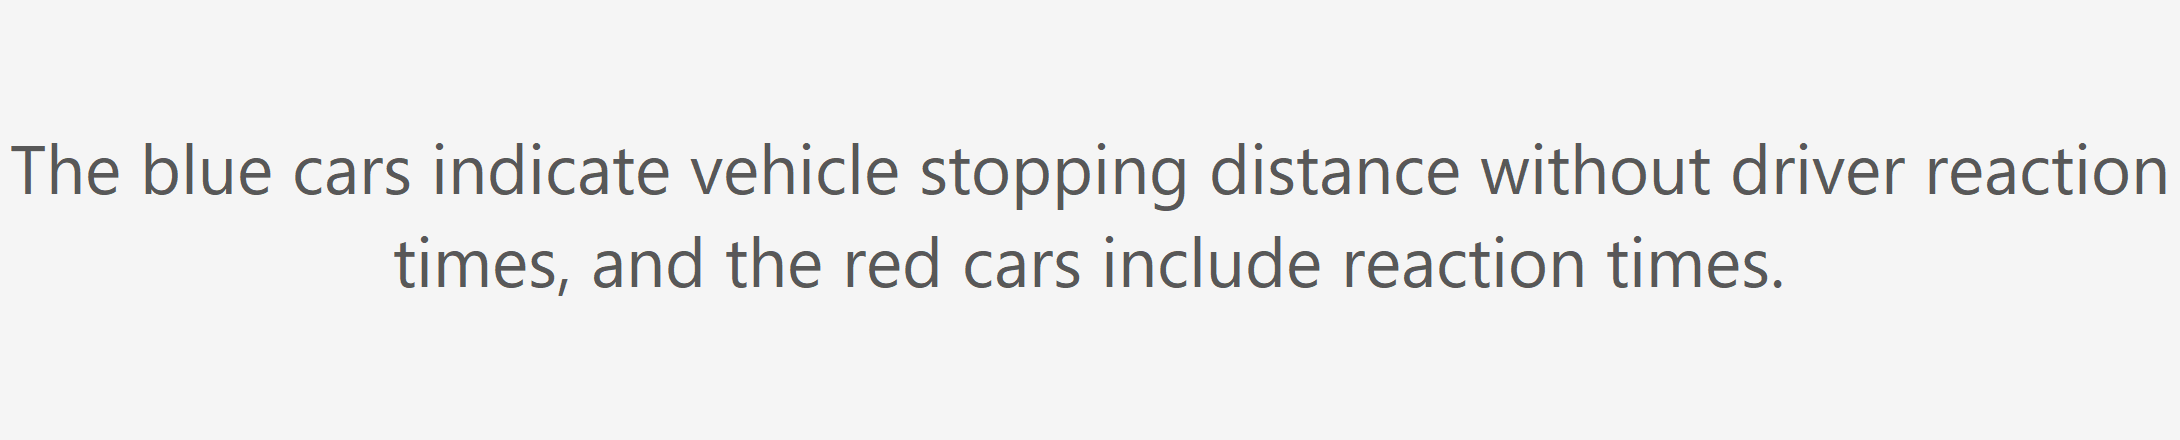 The blue cars indicate vehicle stopping distance without driver reaction
times, and the red cars include reaction times.